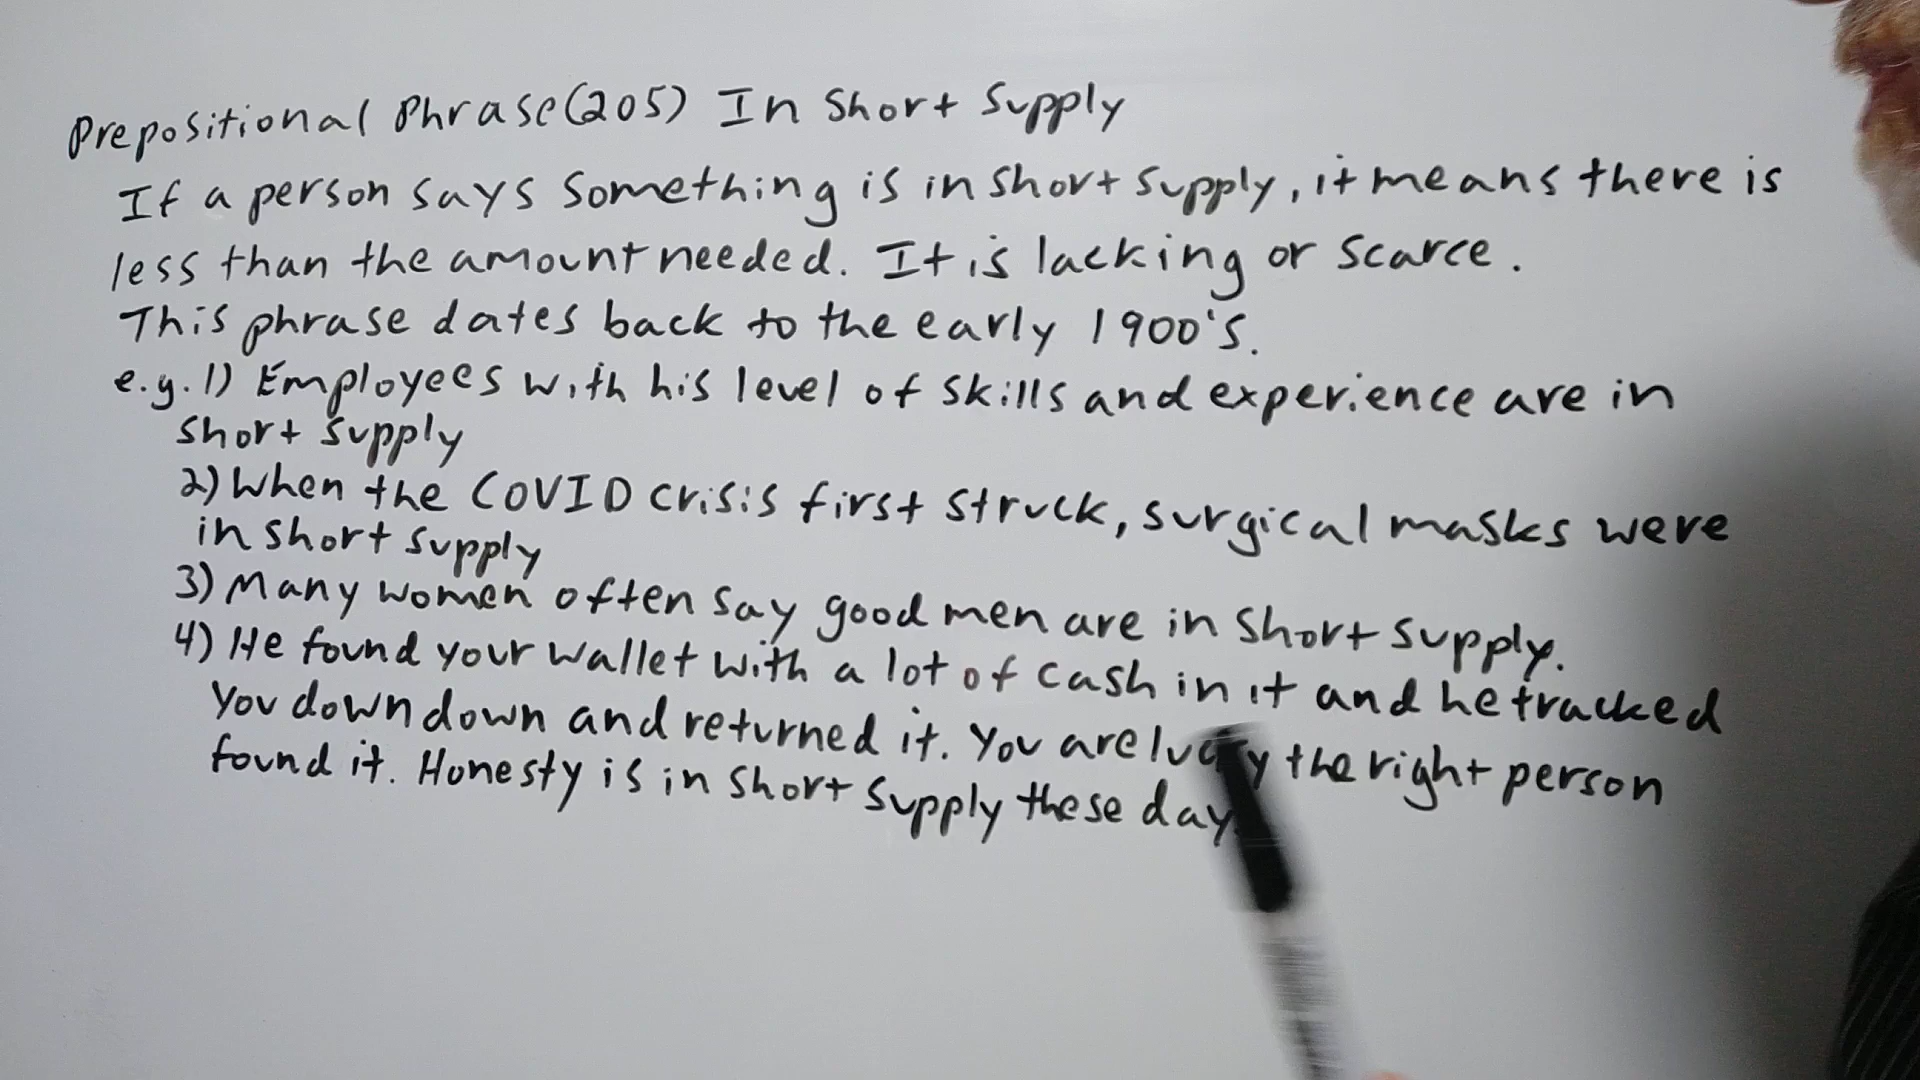 Prepositional Phrase(205) In Short Supply
If a person says something is in short supply, it means there is
less than the amount needed. It is lacking or scarce.
This phrase dates back to the early 1900's.
e.g. 1) Employees with his level of skills and experience are in
short supply
2) When the COVID crisis first struck, surgical masks were
in short supply
3) Many women often say good men are in short supply.
4) He found your wallet with a lot of cash in it and he tracked
You down down and returned it. You are lucky the right person
found it. Honesty is in short supply these day